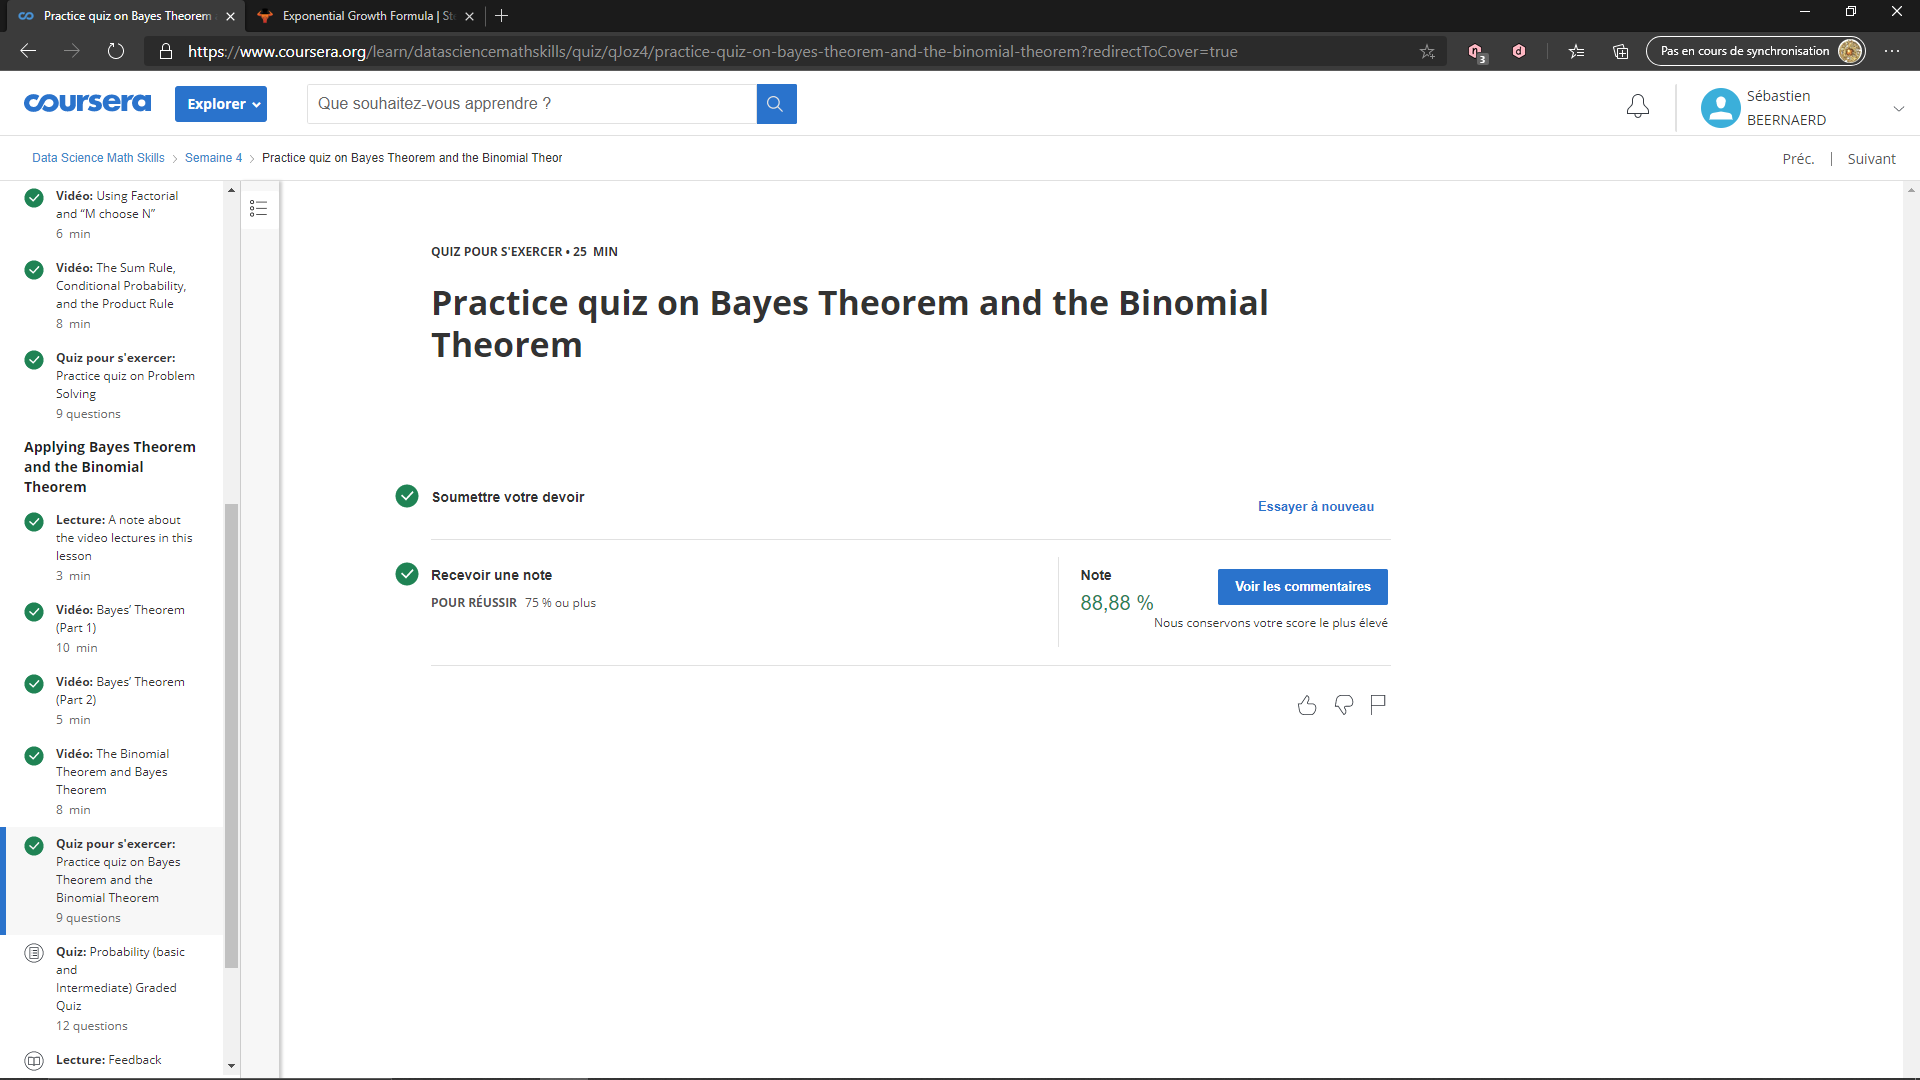 Practice quiz on Bayes Theorem
Exponential Growth Formula | St
https://www.coursera.org/learn/datasciencemathskills/quiz/qJoz4/practice-quiz-on-bayes-theorem-and-the-binomial-theorem?redirectToCover=true
3
Pas en cours de synchronisation
coursera
Explorer
Que souhaitez-vous apprendre ?
Sébastien
BEERNAERD
Data Science Math Skills
Semaine 4
Practice quiz on Bayes Theorem and the Binomial Theor
Préc.
Suivant
Vidéo: Using Factorial
and “M choose N”
6 min
Vidéo: The Sum Rule,
Conditional Probability,
and the Product Rule
8 min
Quiz pour s'exercer:
Practice quiz on Problem
Solving
9 questions
Applying Bayes Theorem
and the Binomial
Theorem
Lecture: A note about
the video lectures in this
lesson
3 min
Vidéo: Bayes’ Theorem
(Part 1)
10 min
Vidéo: Bayes’ Theorem
(Part 2)
5 min
Vidéo: The Binomial
Theorem and Bayes
Theorem
8 min
Quiz pour s'exercer:
Practice quiz on Bayes
Theorem and the
Binomial Theorem
9 questions
Quiz: Probability (basic
and
Intermediate) Graded
Quiz
12 questions
Lecture: Feedback
QUIZ POUR S'EXERCER • 25 MIN
Practice quiz on Bayes Theorem and the Binomial
Theorem
Soumettre votre devoir
Essayer à nouveau
Recevoir une note
POUR RÉUSSIR 75 % ou plus
Note
88,88 %
Voir les commentaires
Nous conservons votre score le plus élevé